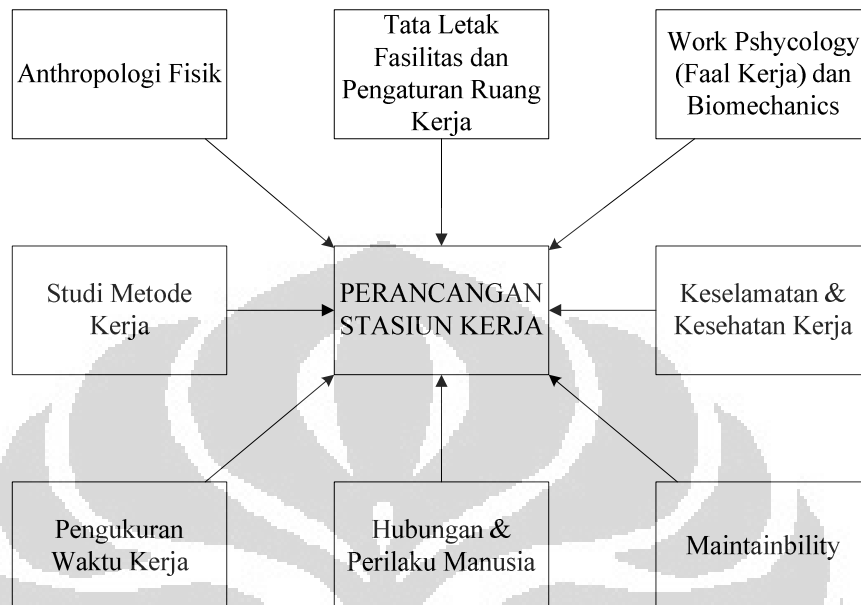 Anthropologi Fisik
Tata Letak
Fasilitas dan
Pengaturan Ruang
Kerja
Work Pshycology
(Faal Kerja) dan
Biomechanics
Studi Metode
Kerja
PERANCANGAN
STASIUN KERJA
Keselamatan &
Kesehatan Kerja
Pengukuran
Waktu Kerja
Hubungan &
Perilaku Manusia
Maintainbility